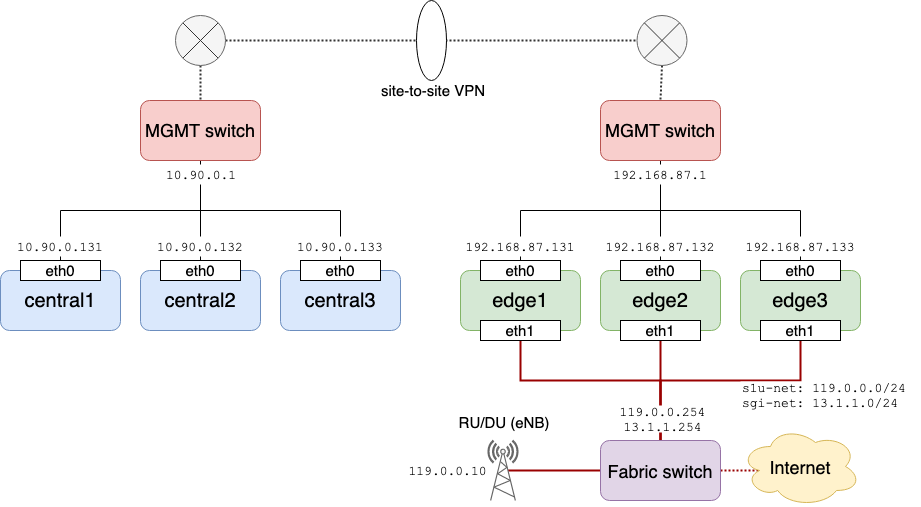 site-to-site VPN
MGMT switch
MGMT switch
10.90.0.1
192.168.87.1
10.90.0.131
10.90.0.132
10.90.0.133
192.168.87.131
192.168.87.132
192.168.87.133
eth0
eth0
eth0
eth0
eth0
eth0
central1
central2
central3
edge1
edge2
edge3
eth1
eth1
eth1
slu-net: 119.0.0.0/24
sgi-net: 13.1.1.0/24
119.0.0.254
13.1.1.254
RU/DU (eNB)
119.0.0.10
Fabric switch
Internet